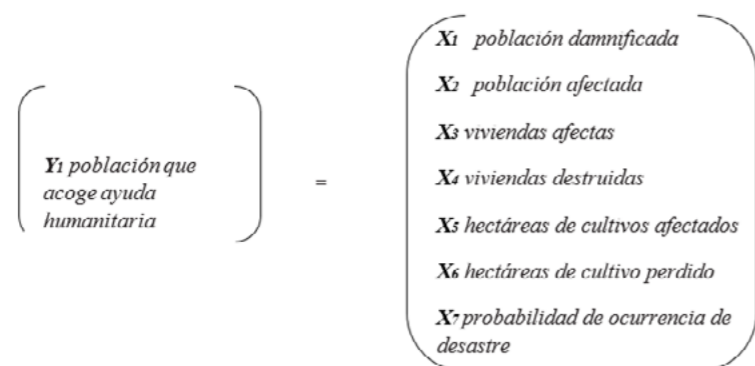 Y1 población que
acoge ayuda
humanitaria
=
X1 población damnificada
X2 población afectada
X3 viviendas afectas
X4 viviendas destruidas
X5 hectáreas de cultivos afectados
X6 hectáreas de cultivo perdido
X7 probabilidad de ocurrencia de
desastre